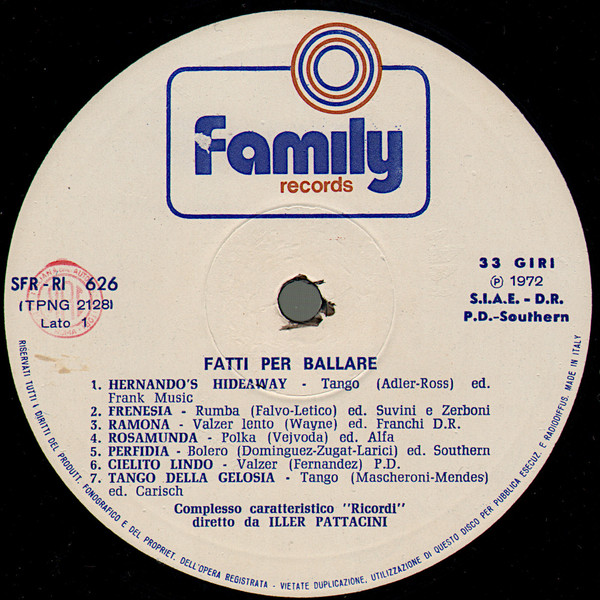 Family
records
SFR-RI 626
(TPNG 2128)
Lato 1
33 GIRI
Ⓟ 1972
S.I.A.E. - D.R.
P.D.-Southern
FATTI PER BALLARE
1. HERNANDO'S HIDEAWAY - Tango (Adler-Ross) ed.
Frank Music
2. FRENESIA - Rumba (Falvo-Letico) ed. Suvini e Zerboni
3. RAMONA - Valzer lento (Wayne) ed. Franchi D.R.
4. ROSAMUNDA - Polka (Vejvoda) ed. Alfa
5. PERFIDIA - Bolero (Dominguez-Zugat-Larici) ed. Southern
6. CIELITO LINDO - Valzer (Fernandez) P.D.
7. TANGO DELLA GELOSIA - Tango (Mascheroni-Mendes)
ed. Carisch
Complesso caratteristico "Ricordi"
diretto da ILLER PATTACINI
RISERVATI TUTTI I DIRITTI DEL PRODUTT. FONOGRAFICO E DEL PROPRIET. DELL'OPERA REGISTRATA - VIETATE DUPLICAZIONE, UTILIZZAZIONE DI QUESTO DISCO PER PUBBLICA ESECUZ. E RADIODIFFUS. MADE IN ITALY